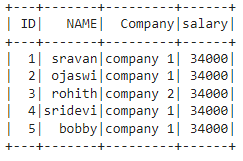 +---+-------+---------+------+
| ID|   NAME|  Company|salary|
+---+-------+---------+------+
|  1| sravan|company 1| 34000|
|  2| ojaswi|company 1| 34000|
|  3| rohith|company 2| 34000|
|  4|sridevi|company 1| 34000|
|  5|  bobby|company 1| 34000|
+---+-------+---------+------+